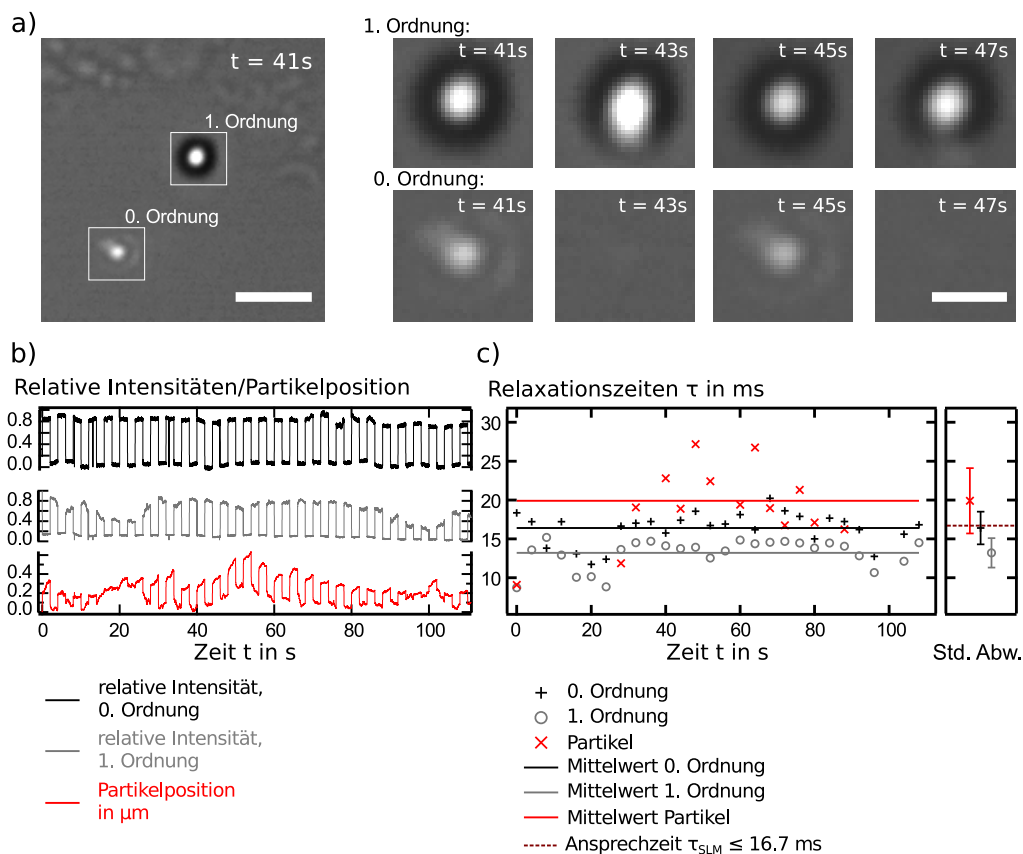 a)
t = 41s
1. Ordnung
0. Ordnung
1. Ordnung:
t = 41s
t = 43s
t = 45s
t = 47s
0. Ordnung:
t = 41s
t = 43s
t = 45s
t = 47s
b)
Relative Intensitäten/Partikelposition
0.8
0.4
0.0
0.8
0.4
0.0
0.4
0.2
0.0
0 20 40 60 80 100
Zeit t in s
relative Intensität,
0. Ordnung
relative Intensität,
1. Ordnung
Partikelposition
in µm
c)
Relaxationszeiten τ in ms
30
25
20
15
10
0 20 40 60 80 100
Zeit t in s
Std. Abw.
0. Ordnung
1. Ordnung
Partikel
Mittelwert 0. Ordnung
Mittelwert 1. Ordnung
Mittelwert Partikel
Ansprechzeit τSLM ≤ 16.7 ms